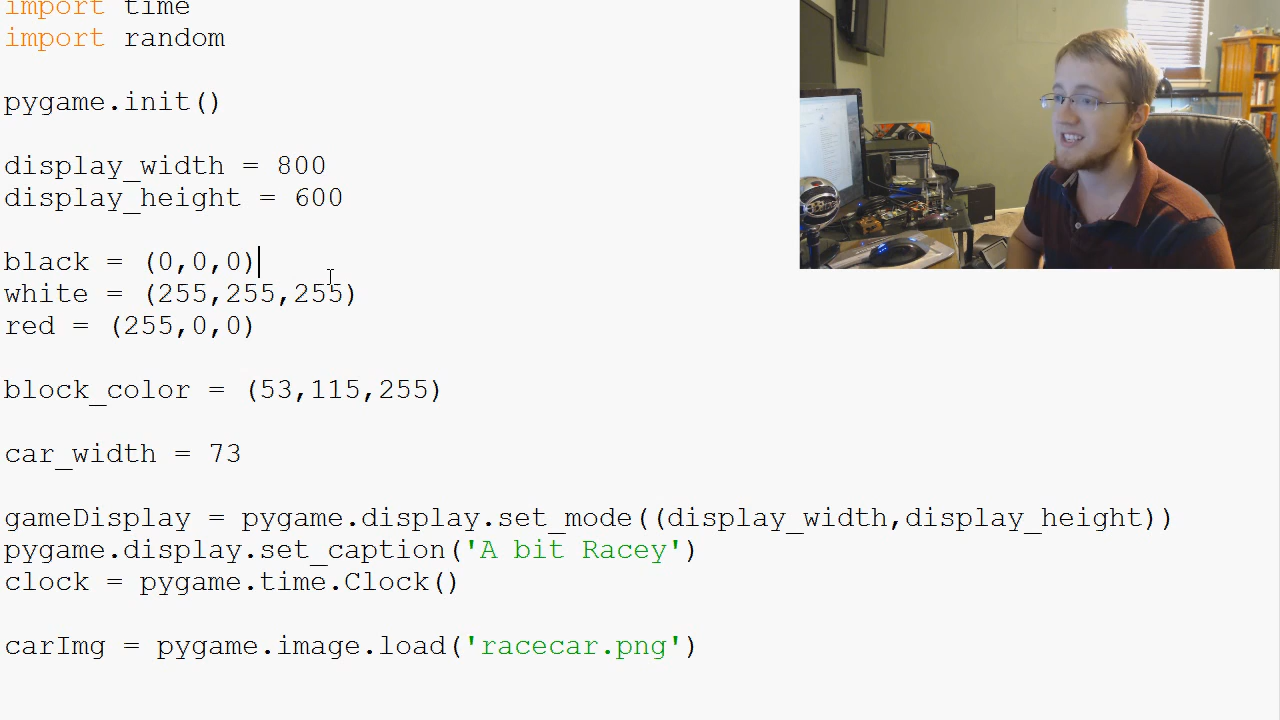 import time
import random
pygame.init()
display_width = 800
display_height = 600
black = (0,0,0)
white = (255,255,255)
red = (255,0,0)
block_color = (53,115,255)
car_width = 73
gameDisplay = pygame.display.set_mode((display_width,display_height))
pygame.display.set_caption('A bit Racey')
clock = pygame.time.Clock()
carImg = pygame.image.load('racecar.png')